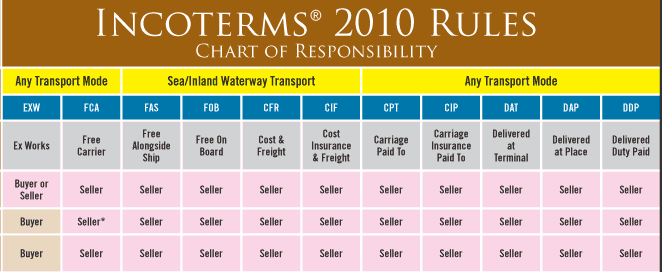 INCOTERMS® 2010 RULES
CHART OF RESPONSIBILITY
Any Transport Mode Sea/Inland Waterway Transport Any Transport Mode
EXW FCA FAS FOB CFR CIF CPT CIP DAT DAP DDP
Ex Works Free Carrier Free Alongside Ship Free On Board Cost & Freight Cost Insurance & Freight Carriage Paid To Carriage Insurance Paid To Delivered at Terminal Delivered at Place Delivered Duty Paid
Buyer or Seller Seller Seller Seller Seller Seller Seller Seller Seller Seller Seller
Buyer Seller* Seller Seller Seller Seller Seller Seller Seller Seller Seller
Buyer Seller Seller Seller Seller Seller Seller Seller Seller Seller Seller